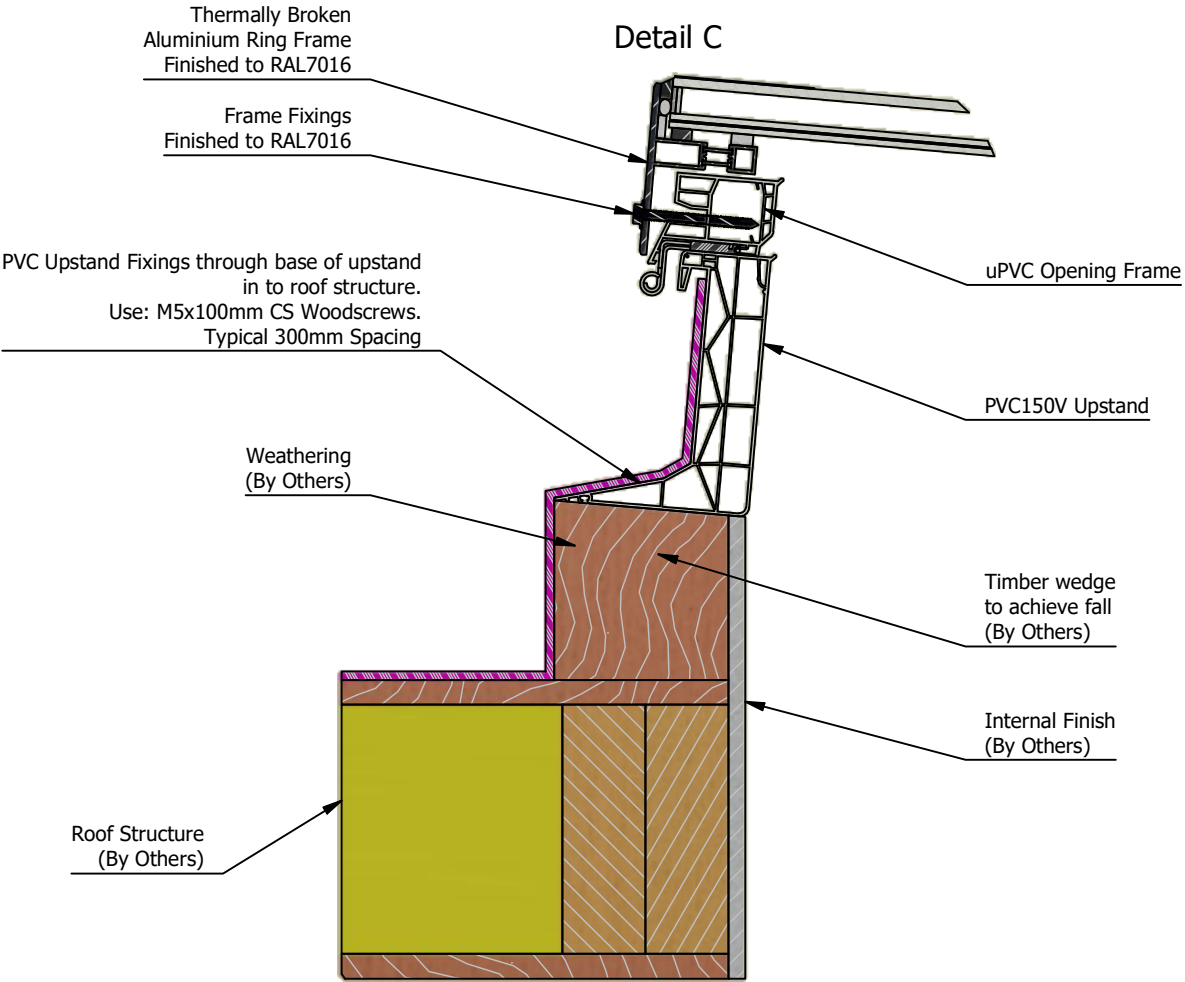 Detail C
Thermally Broken
Aluminium Ring Frame
Finished to RAL7016
Frame Fixings
Finished to RAL7016
PVC Upstand Fixings through base of upstand
in to roof structure.
Use: M5x100mm CS Woodscrews.
Typical 300mm Spacing
Weathering
(By Others)
Roof Structure
(By Others)
uPVC Opening Frame
PVC150V Upstand
Timber wedge
to achieve fall
(By Others)
Internal Finish
(By Others)